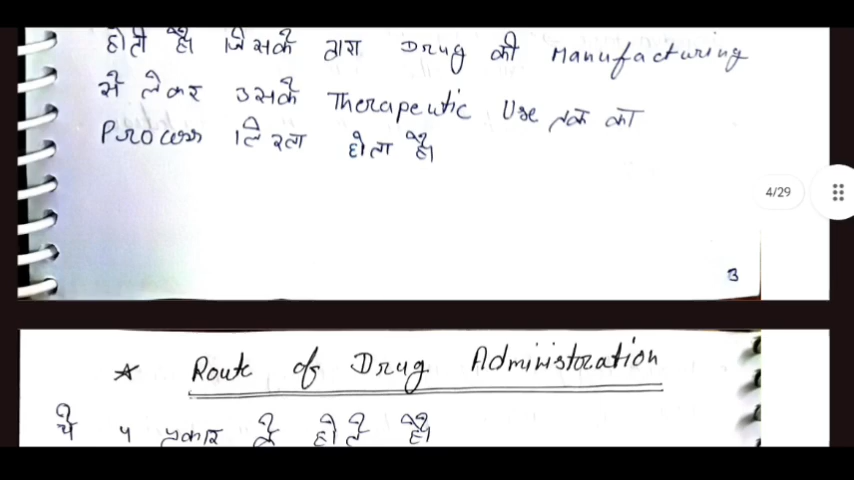 होती है। जिसके द्वारा Drug की Manufacturing
से लेकर उसके Therapeutic Use तक का
Process लिखा होता है।
4/29
3
★ Route of Drug Administration
ये 4 प्रकार के होते है।